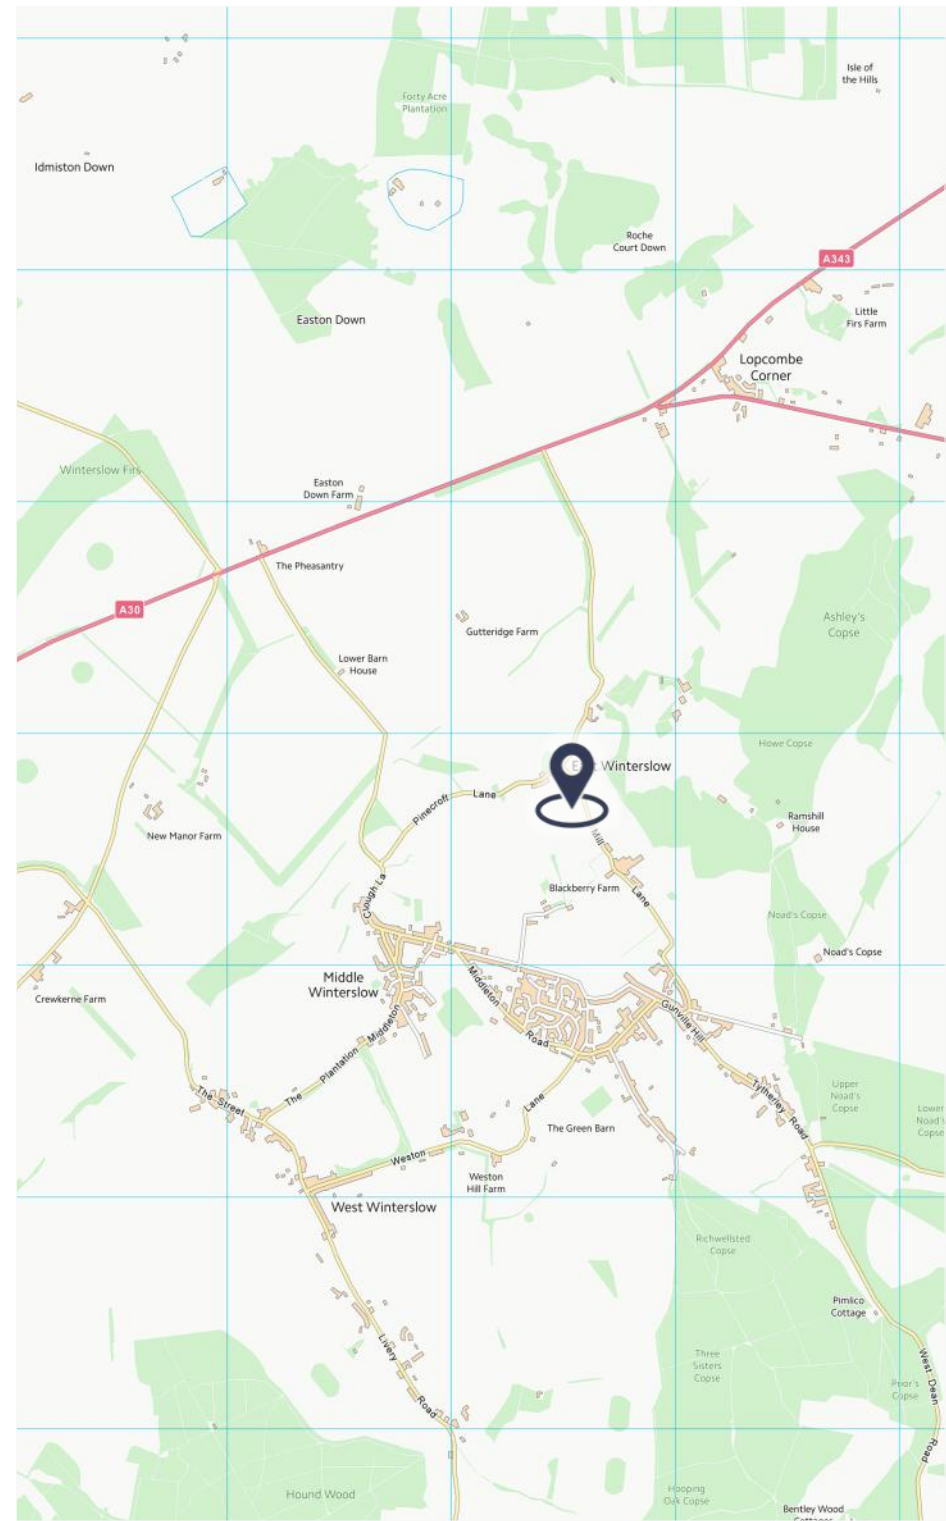 Isle of
the Hills
Forty Acre
Plantation
Idmiston Down
Roche
Court Down
A343
Little
Firs Farm
Easton Down
Lopcombe
Corner
Winterslow Firs
Easton
Down Farm
The Pheasantry
A30
Ashley's
Copse
Gutteridge Farm
Lower Barn
House
Howe Copse
Winterslow
Pinecroft Lane
Ramshill
House
New Manor Farm
Mill Lane
Blackberry Farm
Clough La
Noad's Copse
Noad's Copse
Middle
Winterslow
Crewkerne Farm
Middleton Road
Gunville Hill
The Plantation Middleton
The Street
Tytherley Road
Upper
Noad's
Copse
Lower
Noad's
Copse
Weston Lane
The Green Barn
Weston
Hill Farm
West Winterslow
Richwellsted
Copse
Pimlico
Cottage
Livery Road
Three
Sisters
Copse
West Dean Road
Prior's
Copse
Hound Wood
Hooping
Oak Copse
Bentley Wood